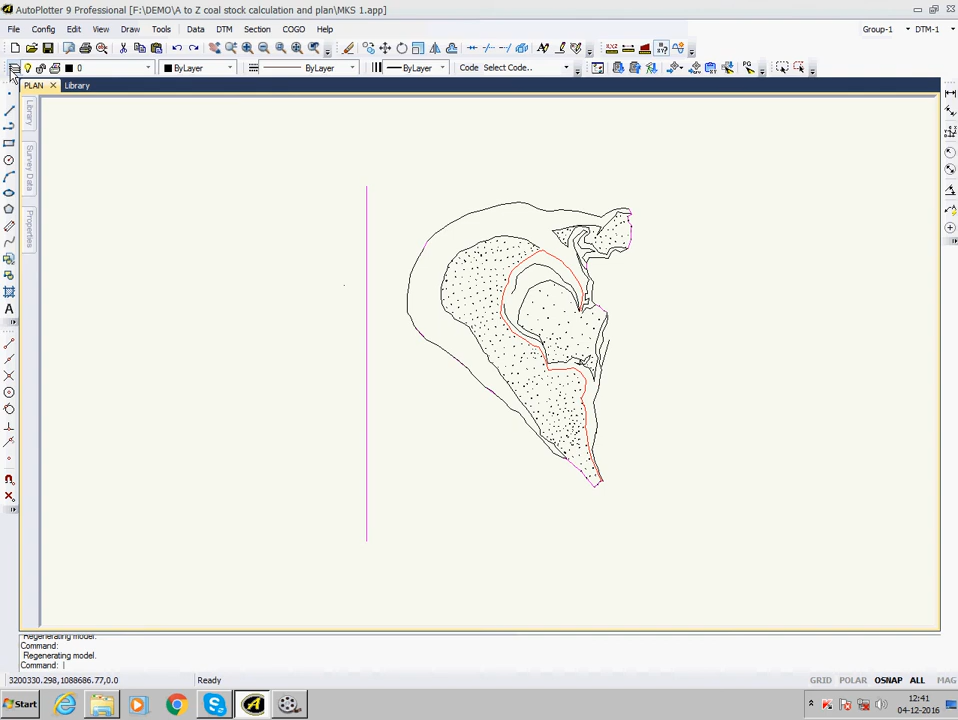 AutoPlotter 9 Professional [F:\DEMO\A to Z coal stock calculation and plan\MKS 1.app]
File Config Edit View Draw Tools Data DTM Section COGO Help Group-1 DTM-1
0 ByLayer ByLayer ByLayer Code Select Code.. PG
PLAN Library
Library
Survey Data
Properties
A
Regenerating model.
Command:
Regenerating model.
Command:
3200330.298,1088686.77,0.0 Ready GRID POLAR OSNAP ALL MAG
Start 12:41
04-12-2016